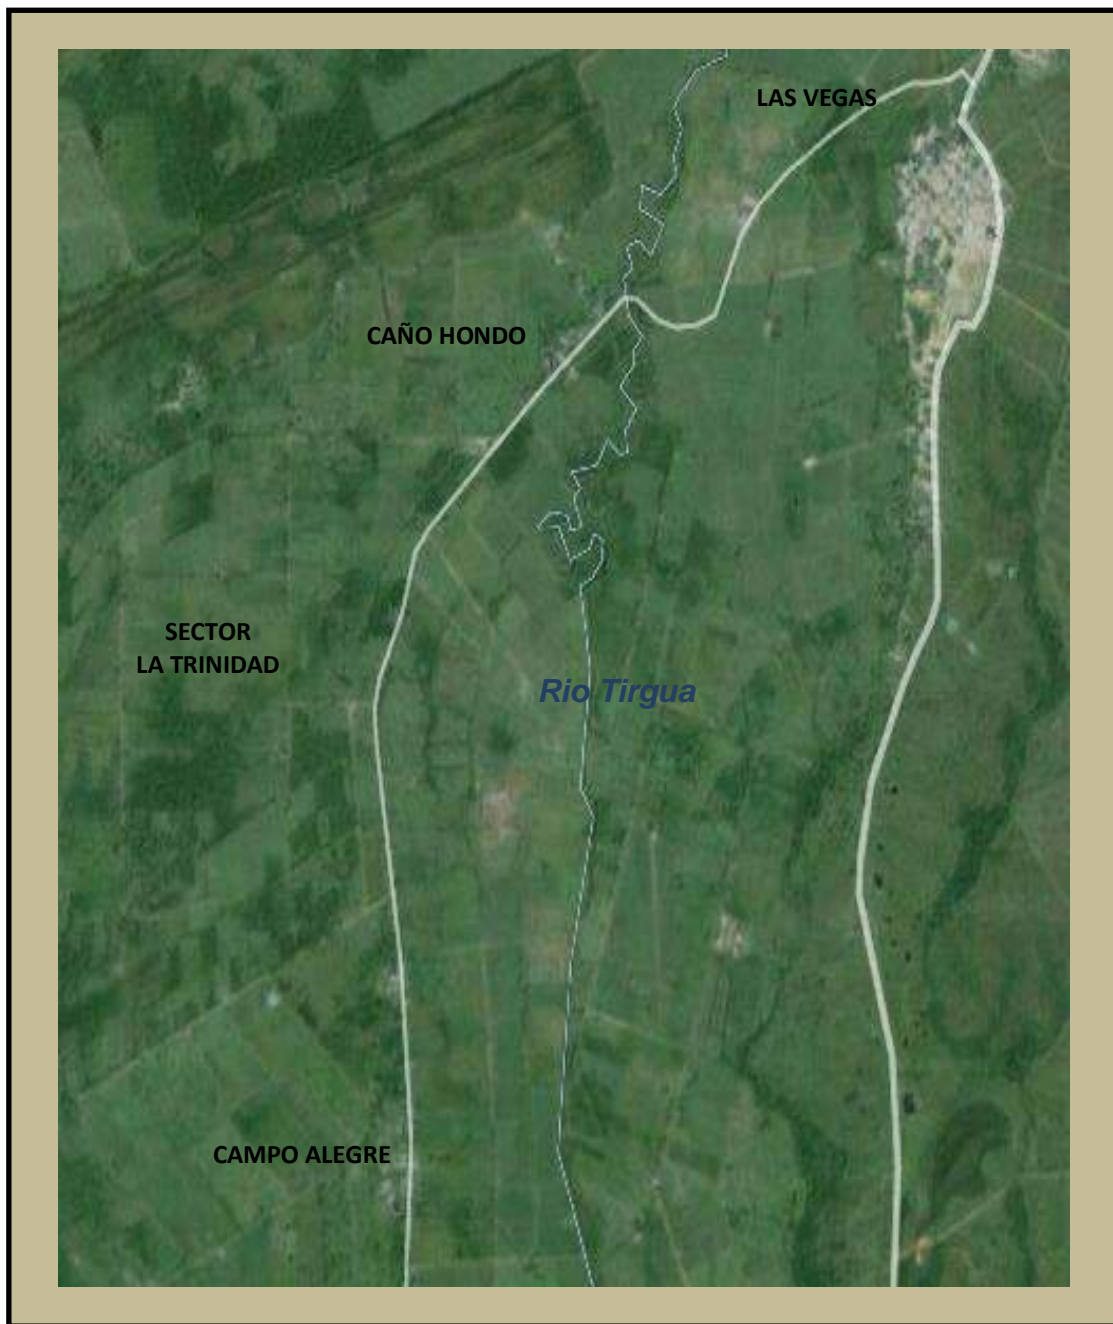 LAS VEGAS
CAÑO HONDO
SECTOR
LA TRINIDAD
Rio Tirgua
CAMPO ALEGRE